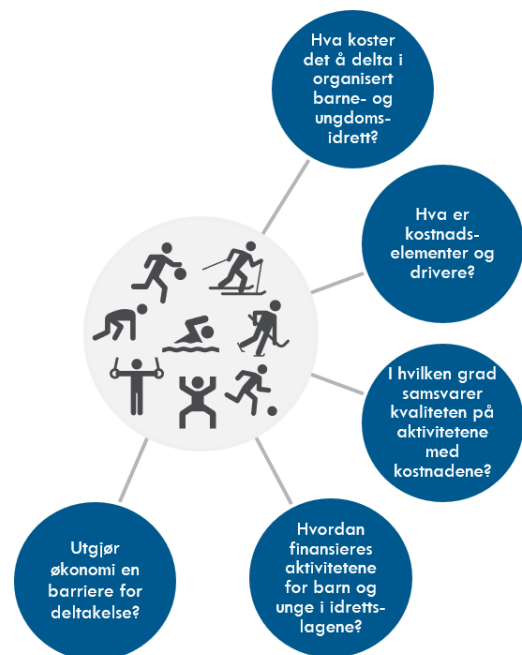 Hva koster
det å delta i
organisert
barne- og
ungdoms-
idrett?
Hva er
kostnads-
elementer og
drivere?
I hvilken grad
samsvarer
kvaliteten på
aktivitetene
med
kostnadene?
Hvordan
finansieres
aktivitetene
for barn og
unge i idretts-
lagene?
Utgjør
økonomi en
barriere for
deltakelse?